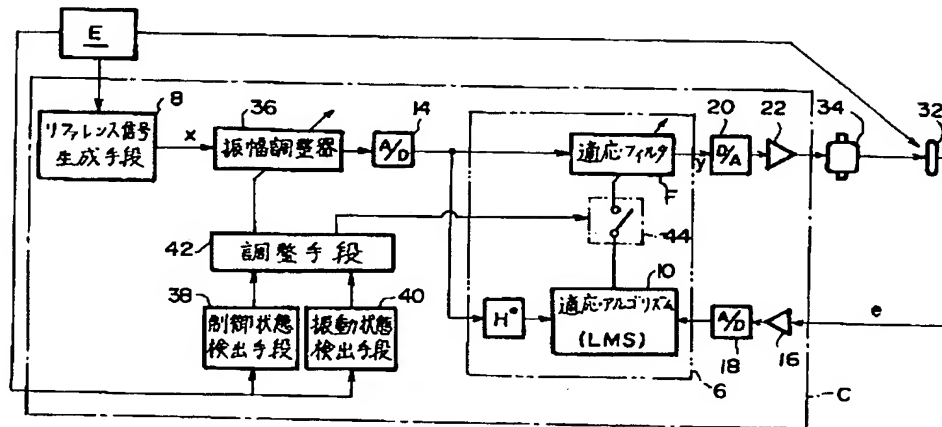 E
8
リファレンス信号
生成手段
x
36
振幅調整器
14
A/D
適応・フィルタ
F
y
20
D/A
22
34
32
42
調整手段
44
38
制御状態
検出手段
40
振動状態
検出手段
H*
10
適応・アルゴリズム
(LMS)
A/D
18
16
e
6
C